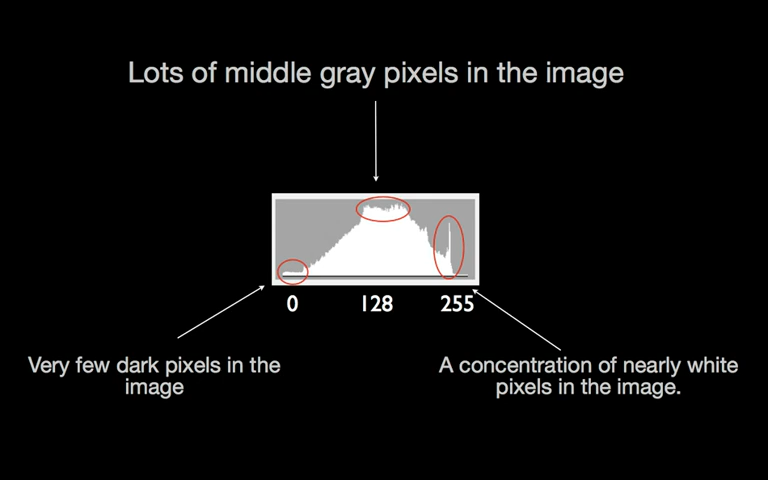 Lots of middle gray pixels in the image
0 128 255
Very few dark pixels in the
image
A concentration of nearly white
pixels in the image.